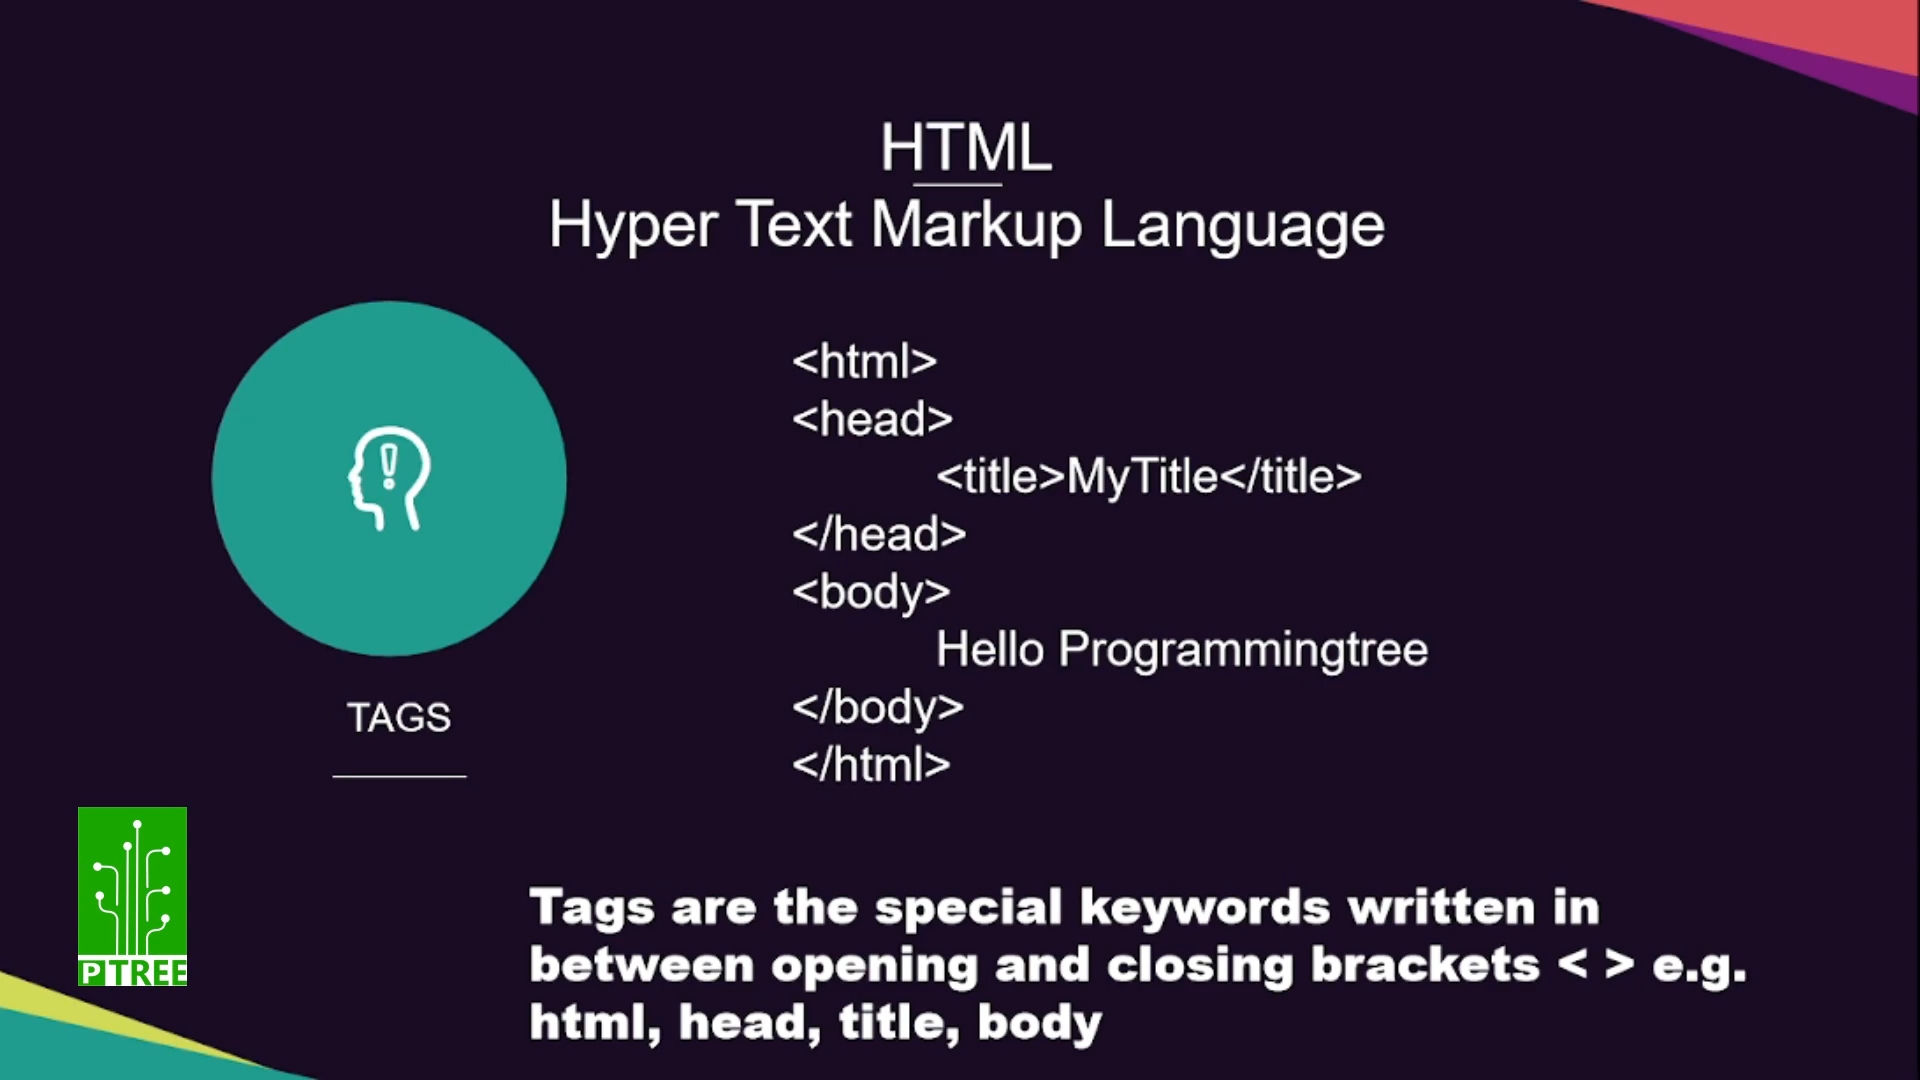 HTML
Hyper Text Markup Language
<html>
<head>
<title>MyTitle</title>
</head>
<body>
Hello Programmingtree
</body>
</html>
TAGS
PTREE
Tags are the special keywords written in
between opening and closing brackets < > e.g.
html, head, title, body